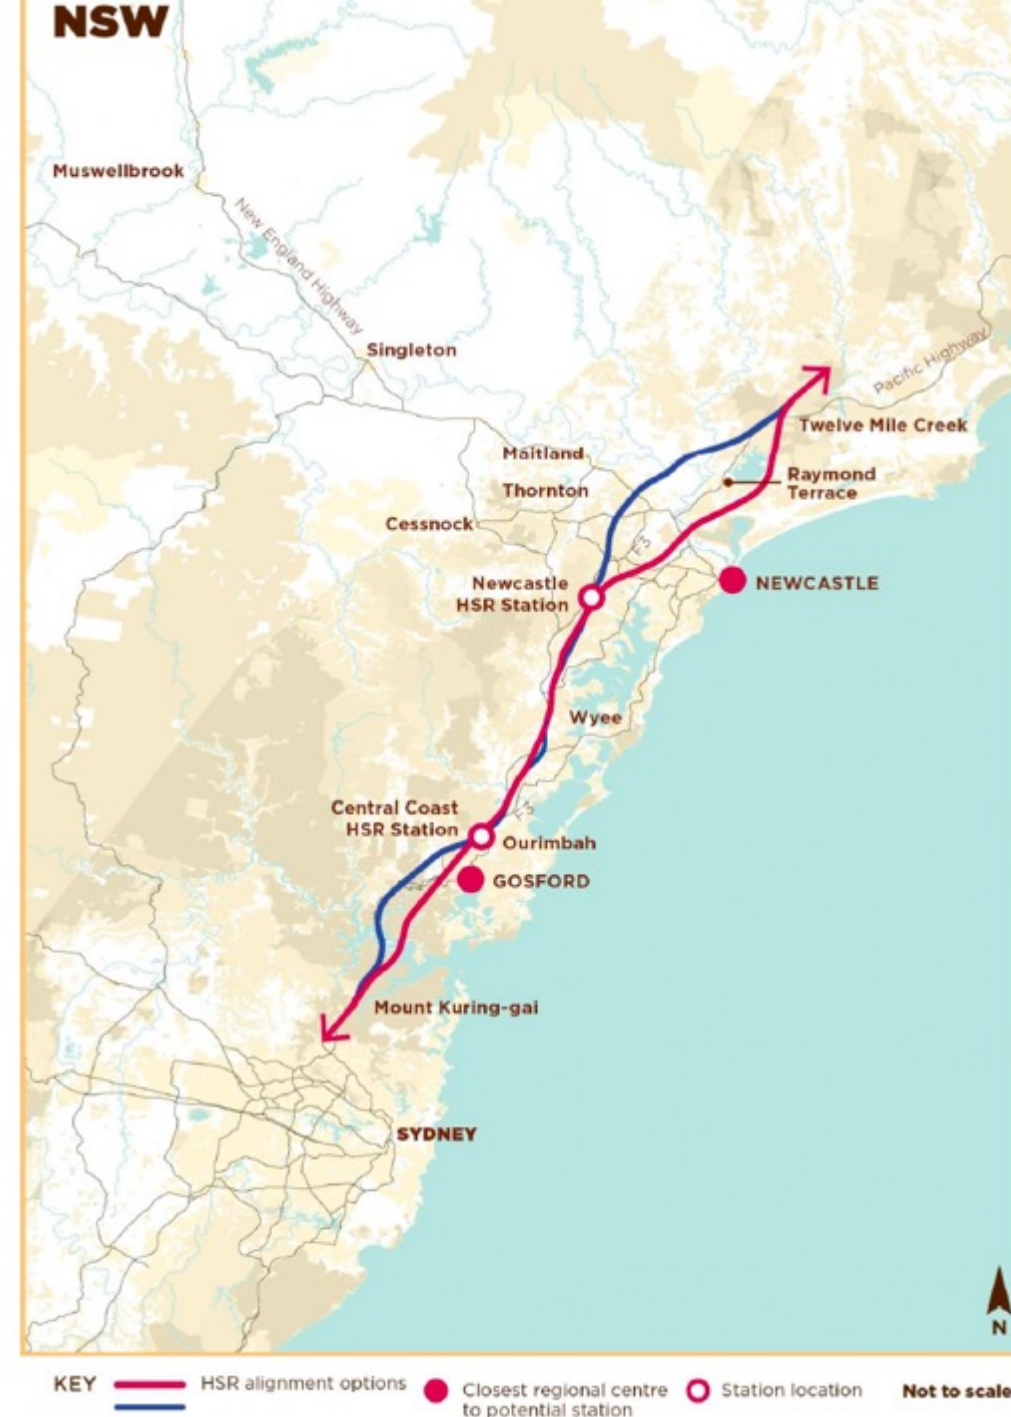 NSW
Muswellbrook
New England Highway
Singleton
Pacific Highway
Twelve Mile Creek
Maitland
Raymond
Terrace
Thornton
Cessnock
F3
Newcastle
HSR Station
NEWCASTLE
Wyee
Central Coast
HSR Station
F3
Ourimbah
GOSFORD
Mount Kuring-gai
SYDNEY
N
KEY
HSR alignment options
Closest regional centre
to potential station
Station location
Not to scale